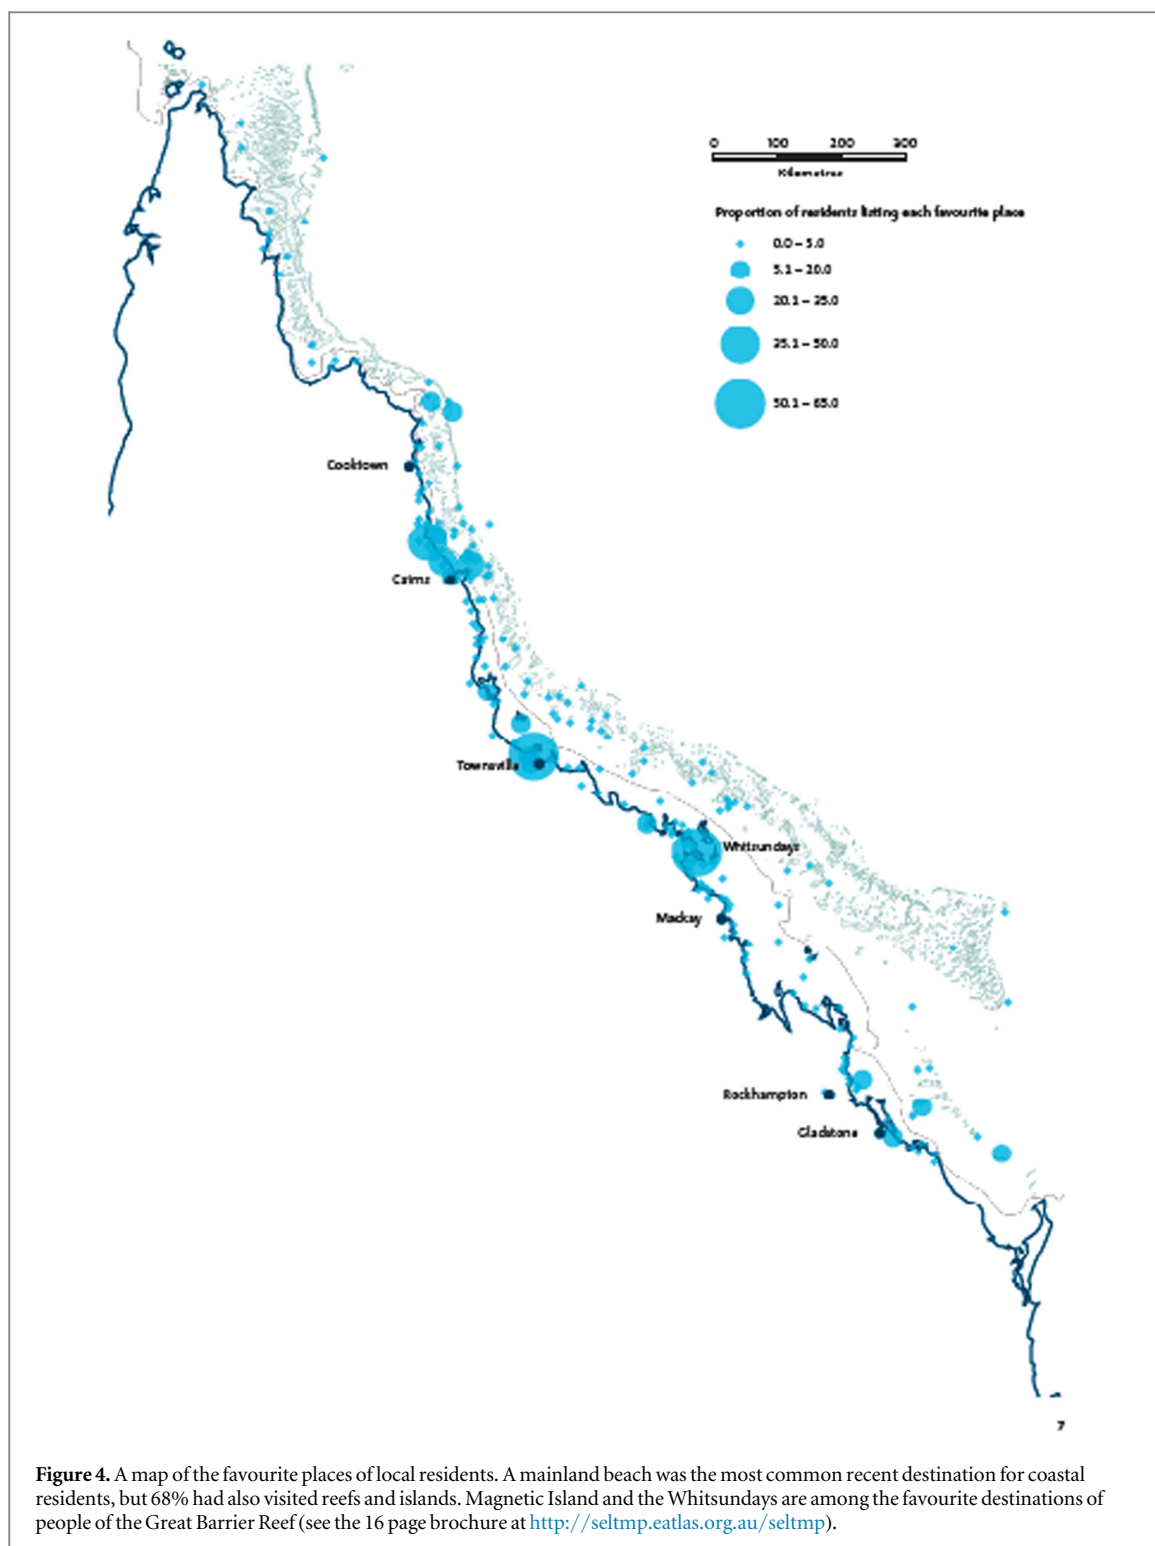 0 100 200 300
Kilometres
Proportion of residents listing each favourite place
0.0 – 5.0
5.1 – 20.0
20.1 – 25.0
25.1 – 50.0
50.1 – 65.0
Cooktown
Cairns
Townsville
Whitsundays
Mackay
Rockhampton
Gladstone
7
Figure 4. A map of the favourite places of local residents. A mainland beach was the most common recent destination for coastal
residents, but 68% had also visited reefs and islands. Magnetic Island and the Whitsundays are among the favourite destinations of
people of the Great Barrier Reef (see the 16 page brochure at http://seltmp.eatlas.org.au/seltmp).